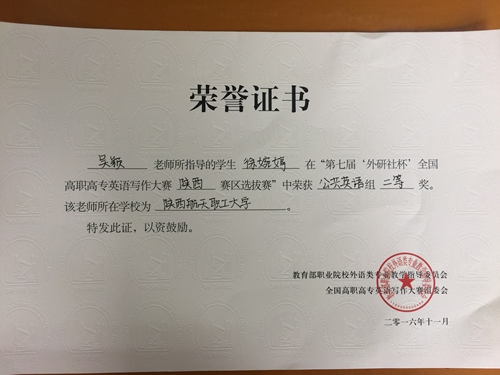 荣誉证书
吴颖 老师所指导的学生 徐婉嫣 在“第七届‘外研社杯’全国
高职高专英语写作大赛 陕西 赛区选拔赛”中荣获 公共英语组 二等 奖。
该老师所在学校为 陕西航天职工大学 。
特发此证，以资鼓励。
教育部职业院校外语类专业教学指导委员会
全国高职高专英语写作大赛组委会
二零一六年十一月